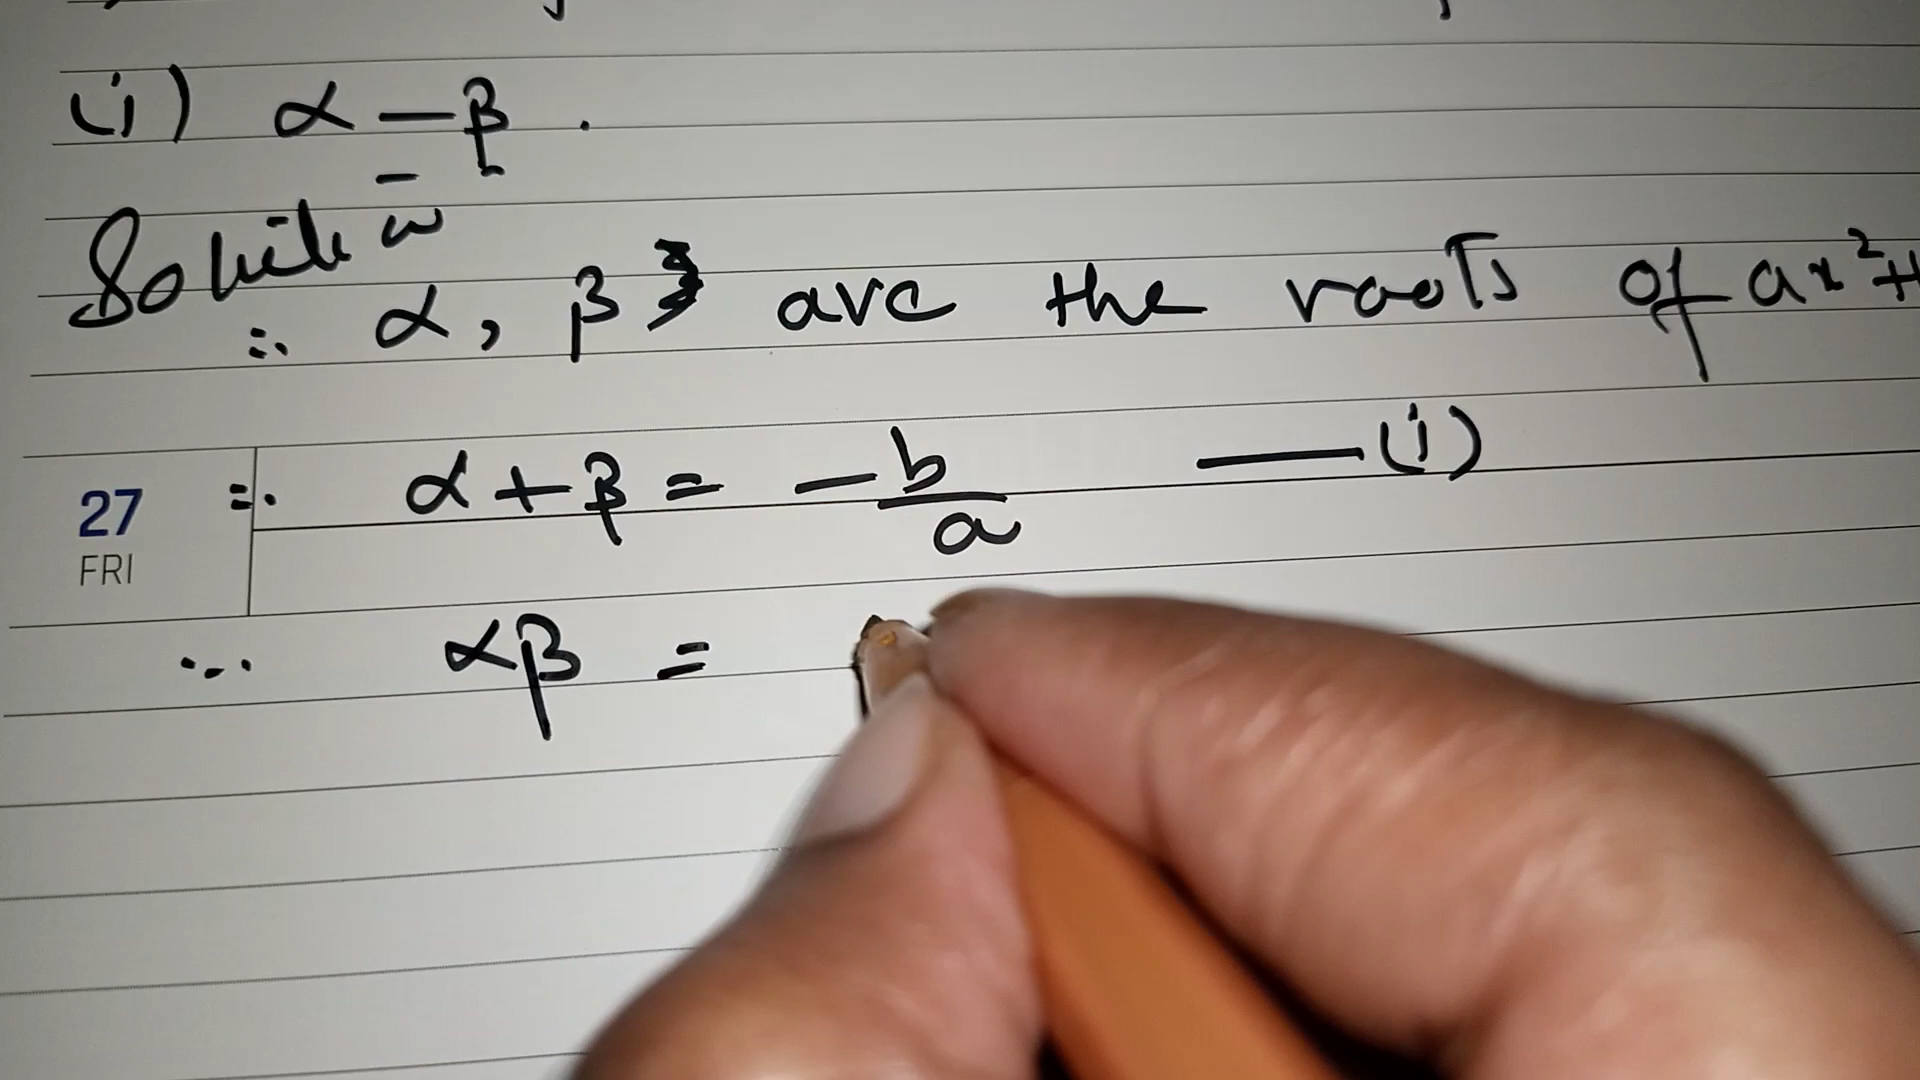 (i) α - β .
Solution
∴ α, β are the roots of ax²+
27 ∴ α + β = - b/a —— (i)
FRI
∴ αβ =